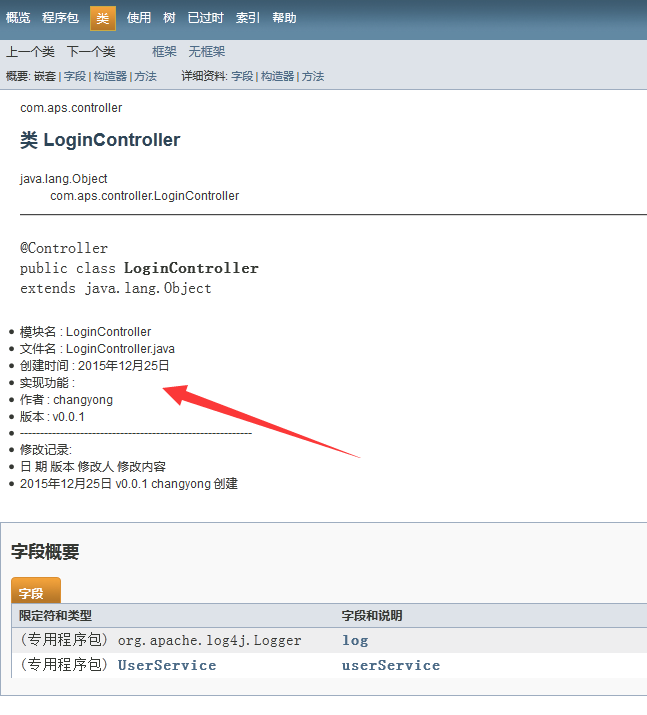 概览 程序包 类 使用 树 已过时 索引 帮助
上一个类 下一个类 框架 无框架
概要: 嵌套 | 字段 | 构造器 | 方法 详细资料: 字段 | 构造器 | 方法
com.aps.controller
类 LoginController
java.lang.Object
com.aps.controller.LoginController
@Controller
public class LoginController
extends java.lang.Object
• 模块名 : LoginController
• 文件名 : LoginController.java
• 创建时间 : 2015年12月25日
• 实现功能 :
• 作者 : changyong
• 版本 : v0.0.1
• ----------------------------------------------------------
• 修改记录:
• 日 期 版本 修改人 修改内容
• 2015年12月25日 v0.0.1 changyong 创建
字段概要
字段
限定符和类型 字段和说明
(专用程序包) org.apache.log4j.Logger log
(专用程序包) UserService userService